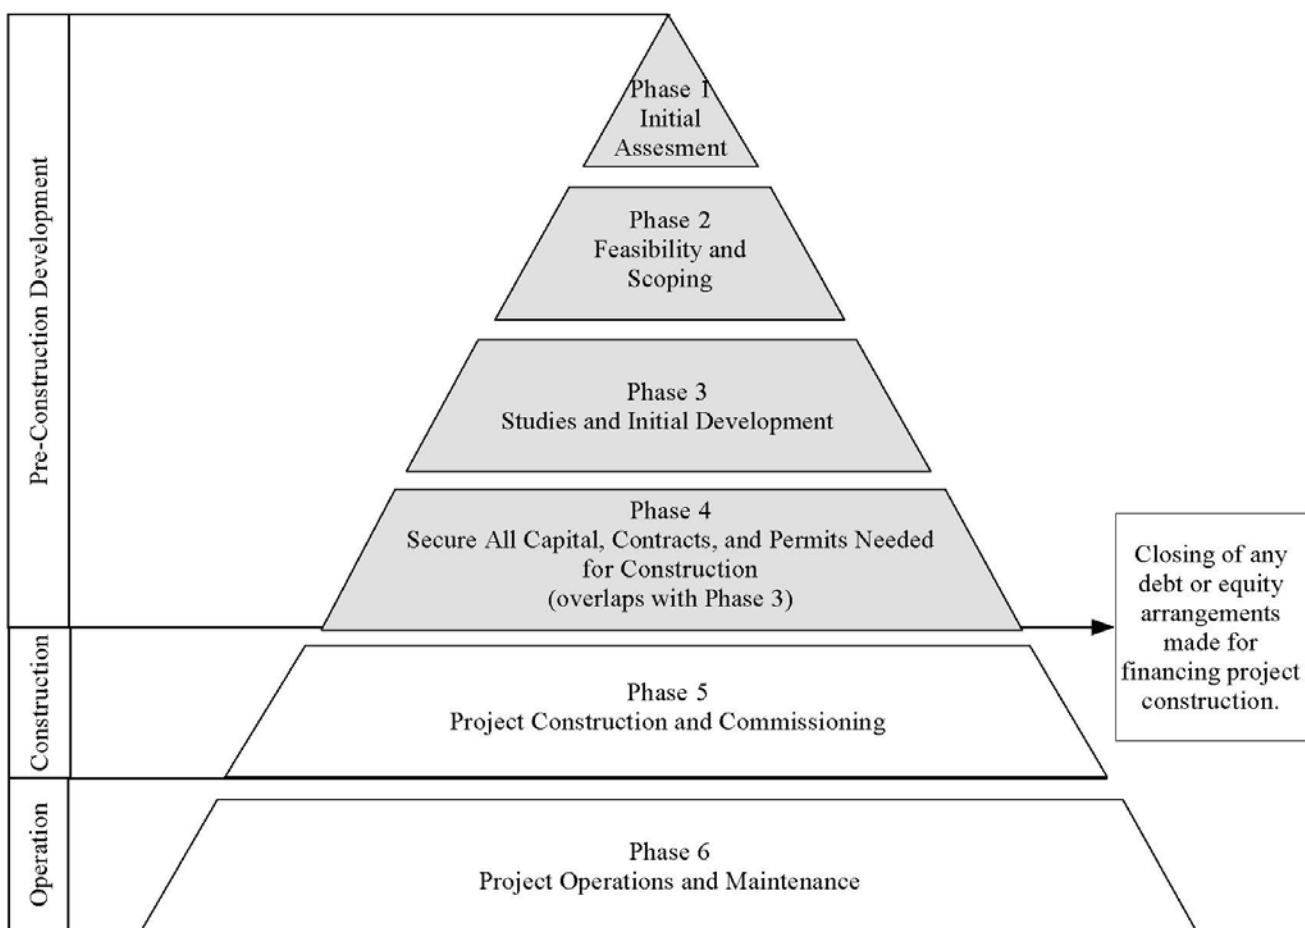 Pre-Construction Development
Phase 1
Initial
Assesment
Phase 2
Feasibility and
Scoping
Phase 3
Studies and Initial Development
Phase 4
Secure All Capital, Contracts, and Permits Needed
for Construction
(overlaps with Phase 3)
Closing of any
debt or equity
arrangements
made for
financing project
construction.
Construction
Phase 5
Project Construction and Commissioning
Operation
Phase 6
Project Operations and Maintenance